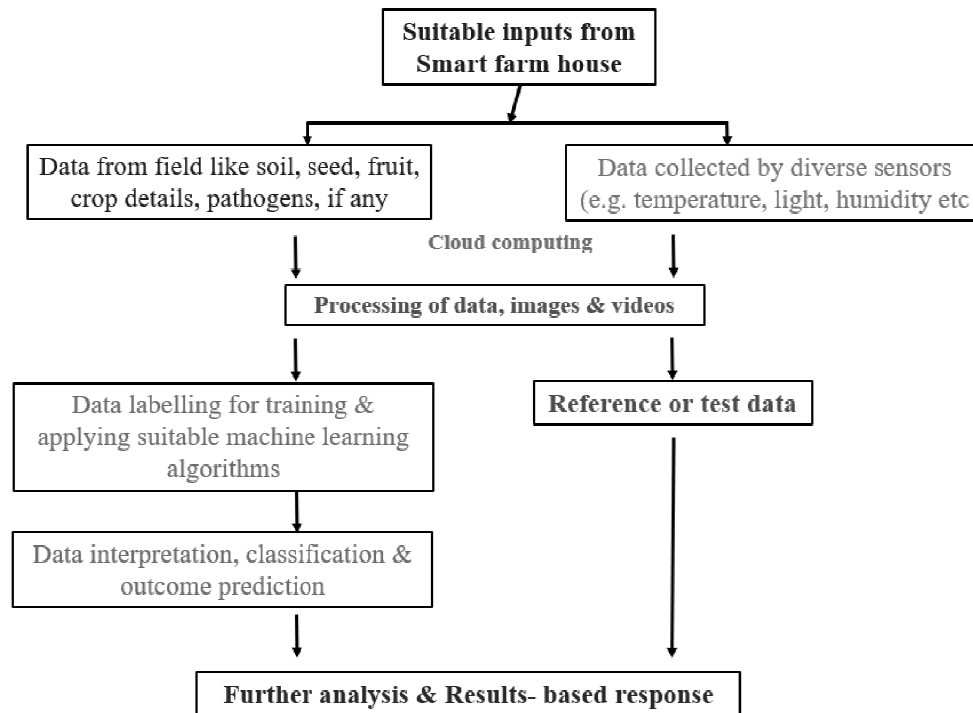 Suitable inputs from
Smart farm house
Data from field like soil, seed, fruit,
crop details, pathogens, if any
Data collected by diverse sensors
(e.g. temperature, light, humidity etc
Cloud computing
Processing of data, images & videos
Data labelling for training &
applying suitable machine learning
algorithms
Reference or test data
Data interpretation, classification &
outcome prediction
Further analysis & Results- based response